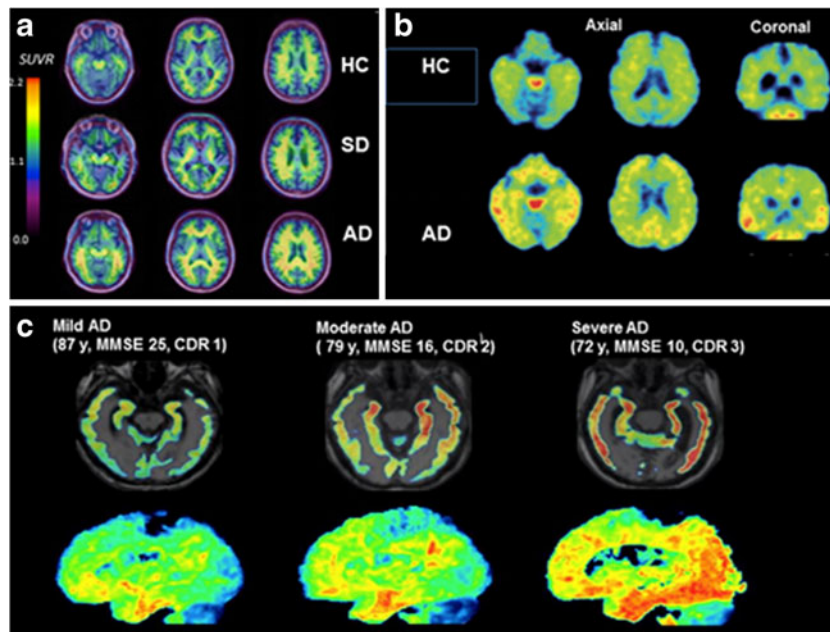 a
SUVR
2.2
1.1
0.0
HC
SD
AD
b
Axial
Coronal
HC
AD
c
Mild AD
(87 y, MMSE 25, CDR 1)
Moderate AD
( 79 y, MMSE 16, CDR 2)
Severe AD
(72 y, MMSE 10, CDR 3)